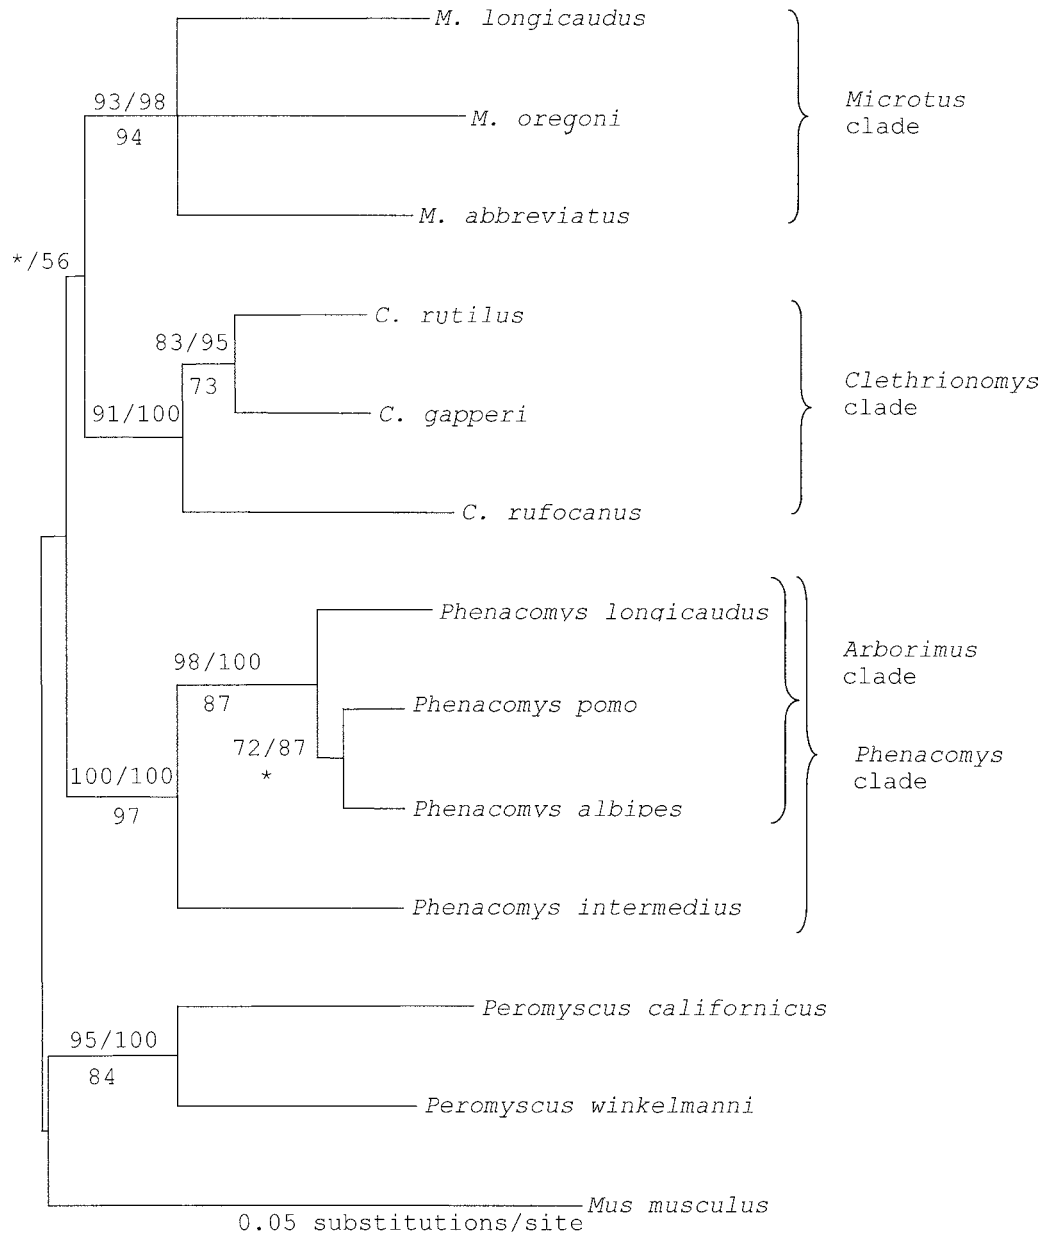 M. longicaudus
93/98
94
M. oregoni
Microtus
clade
M. abbreviatus
*/56
C. rutilus
83/95
73
Clethrionomys
clade
91/100
C. gapperi
C. rufocanus
Phenacomys longicaudus
98/100
87
Arborimus
clade
Phenacomys pomo
72/87
*
Phenacomys
clade
100/100
97
Phenacomys albipes
Phenacomys intermedius
Peromyscus californicus
95/100
84
Peromyscus winkelmanni
Mus musculus
0.05 substitutions/site